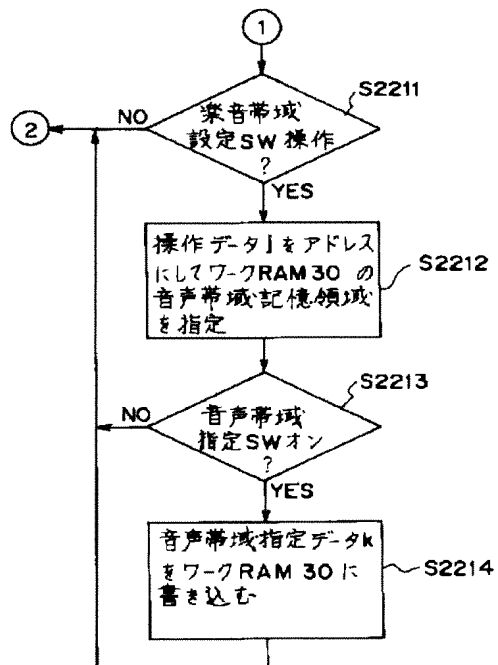 1
楽音帯域
設定SW操作
?
S2211
NO
2
YES
操作データjをアドレス
にしてワークRAM30の
音声帯域記憶領域
を指定
S2212
音声帯域
指定SWオン
?
S2213
NO
YES
音声帯域指定データk
をワークRAM30に
書き込む
S2214